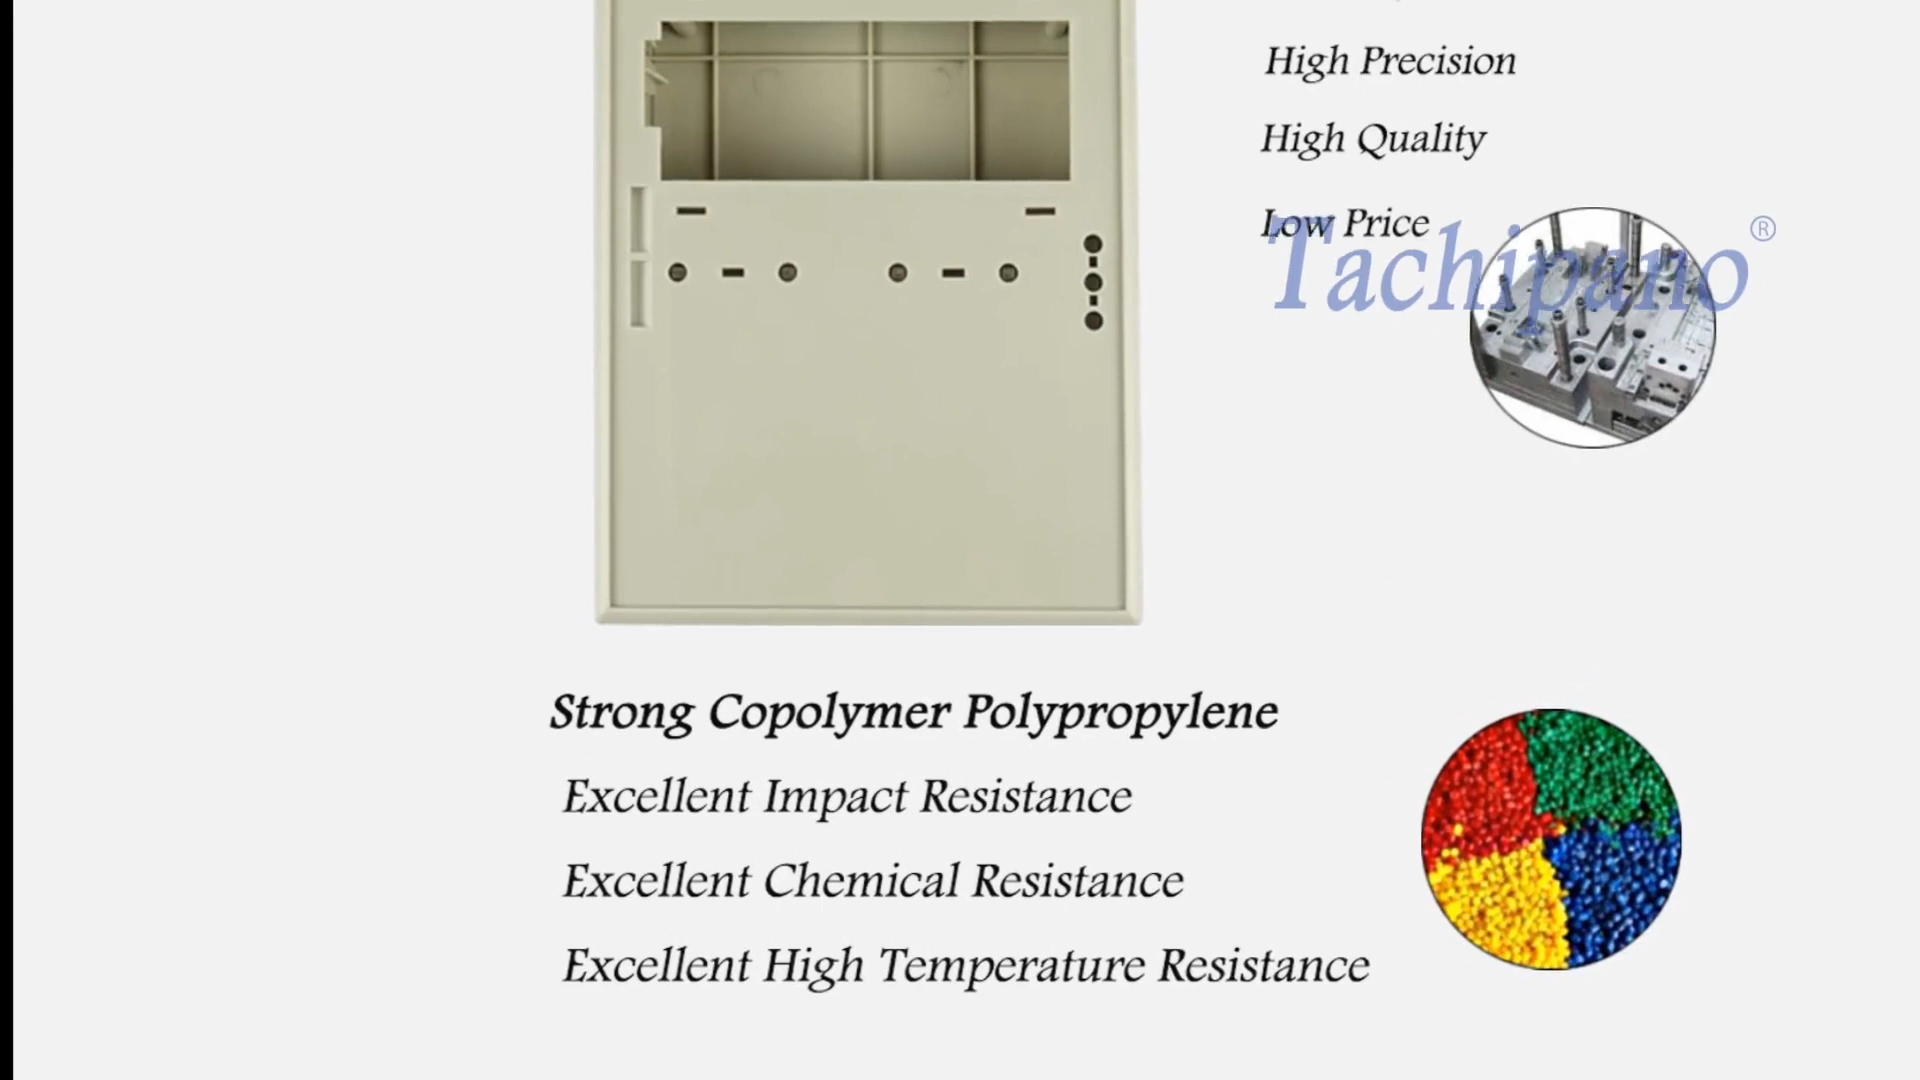 High Precision
High Quality
Low Price
Tachipano®
Strong Copolymer Polypropylene
Excellent Impact Resistance
Excellent Chemical Resistance
Excellent High Temperature Resistance